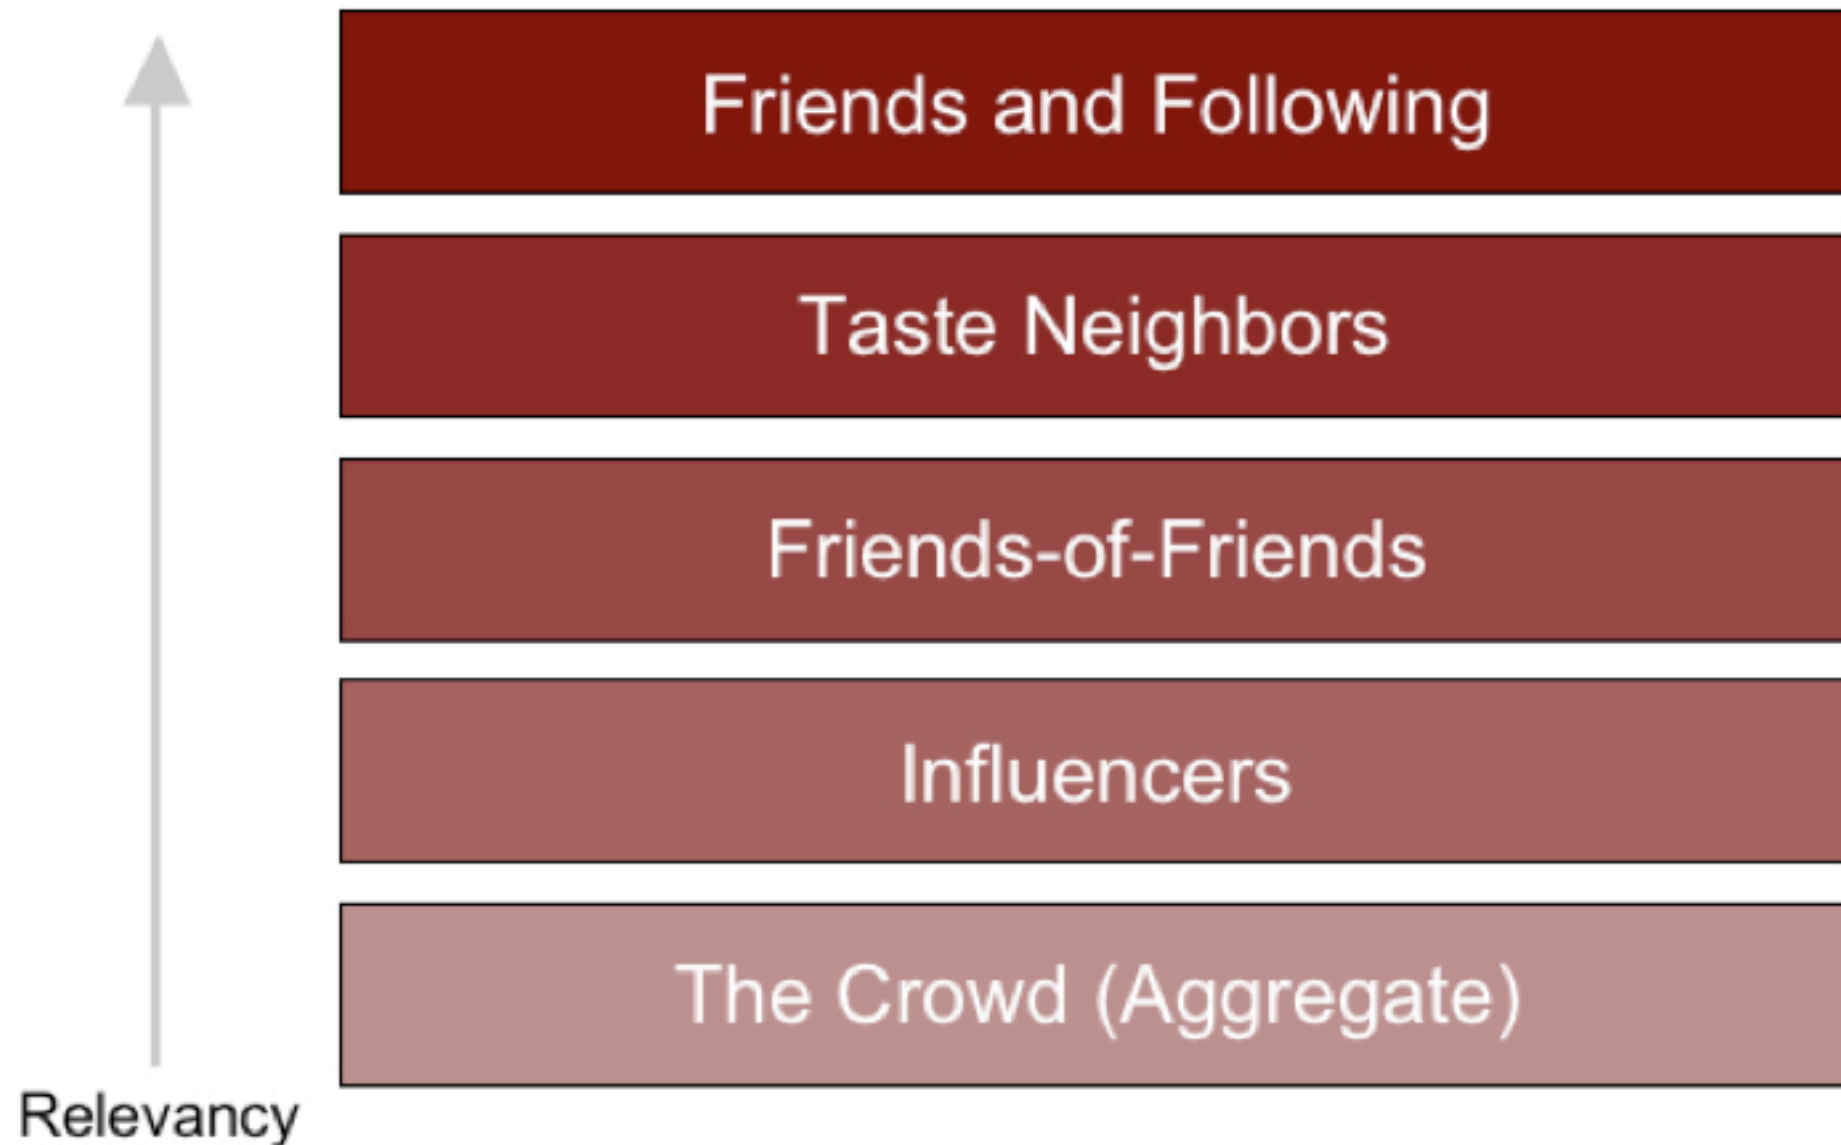 Friends and Following
Taste Neighbors
Friends-of-Friends
Influencers
The Crowd (Aggregate)
Relevancy